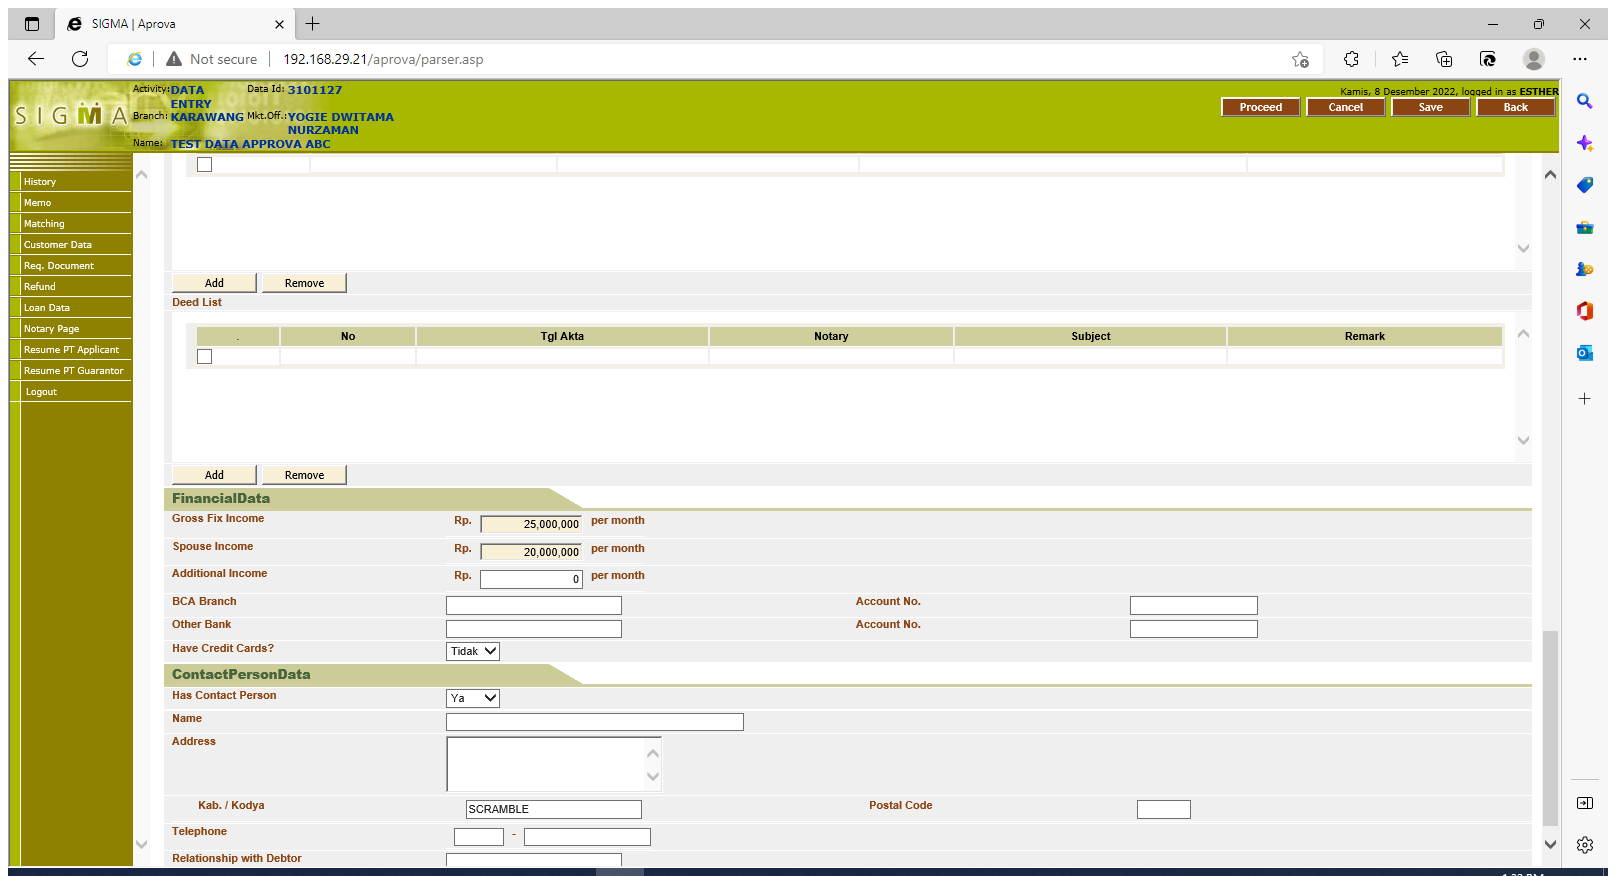 SIGMA | Aprova
Not secure 192.168.29.21/aprova/parser.asp
SIGMA
Activity: DATA ENTRY Data Id: 3101127
Branch: KARAWANG Mkt.Off.: YOGIE DWITAMA NURZAMAN
Name: TEST DATA APPROVA ABC
Kamis, 8 Desember 2022, logged in as ESTHER
Proceed Cancel Save Back
History
Memo
Matching
Customer Data
Req. Document
Refund
Loan Data
Notary Page
Resume PT Applicant
Resume PT Guarantor
Logout
Add Remove
Deed List
. No Tgl Akta Notary Subject Remark
Add Remove
FinancialData
Gross Fix Income Rp. 25,000,000 per month
Spouse Income Rp. 20,000,000 per month
Additional Income Rp. 0 per month
BCA Branch Account No.
Other Bank Account No.
Have Credit Cards? Tidak
ContactPersonData
Has Contact Person Ya
Name
Address
Kab. / Kodya SCRAMBLE Postal Code
Telephone -
Relationship with Debtor